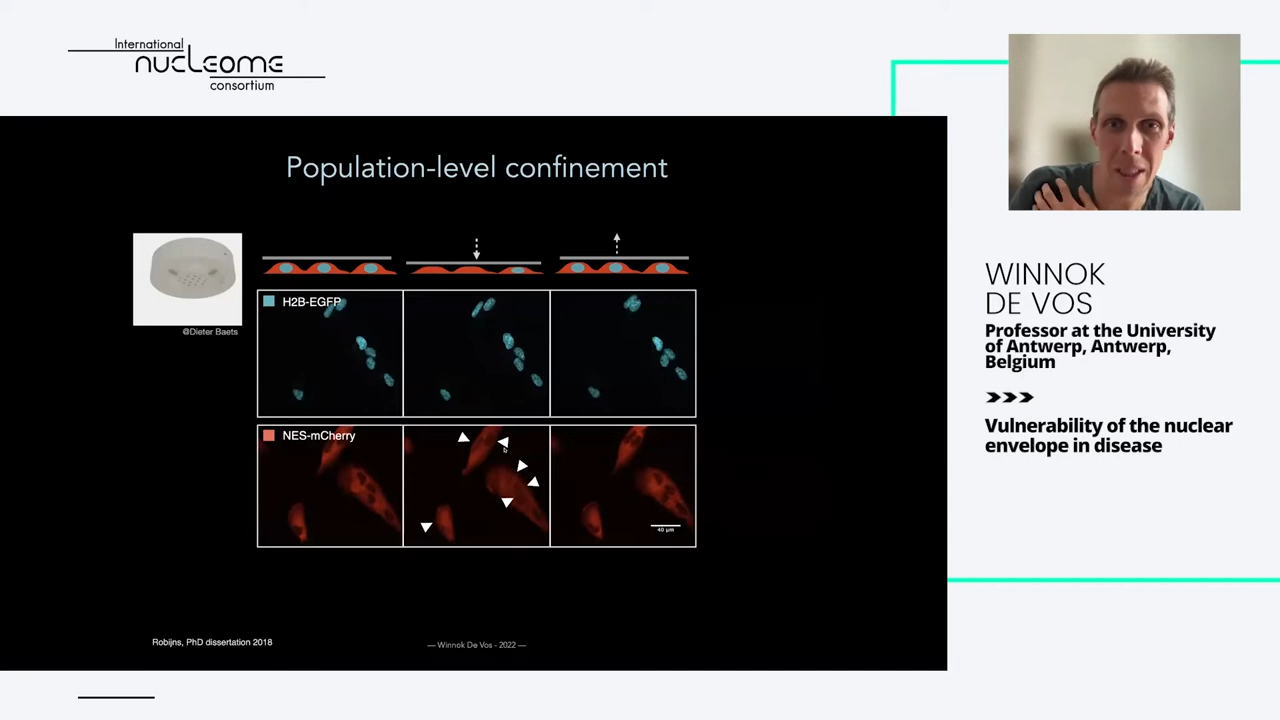 International
nucleome
consortium
Population-level confinement
@Dieter Baets
H2B-EGFP
NES-mCherry
40 µm
Robijns, PhD dissertation 2018
— Winnok De Vos - 2022 —
WINNOK
DE VOS
Professor at the University
of Antwerp, Antwerp,
Belgium
Vulnerability of the nuclear
envelope in disease